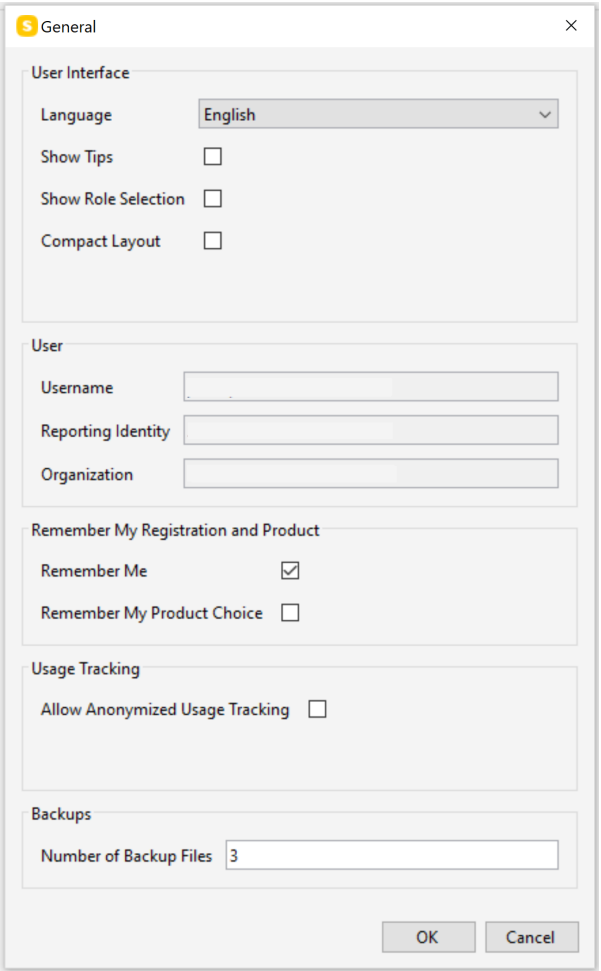 S General
User Interface
Language English
Show Tips
Show Role Selection
Compact Layout
User
Username
Reporting Identity
Organization
Remember My Registration and Product
Remember Me
Remember My Product Choice
Usage Tracking
Allow Anonymized Usage Tracking
Backups
Number of Backup Files 3
OK Cancel